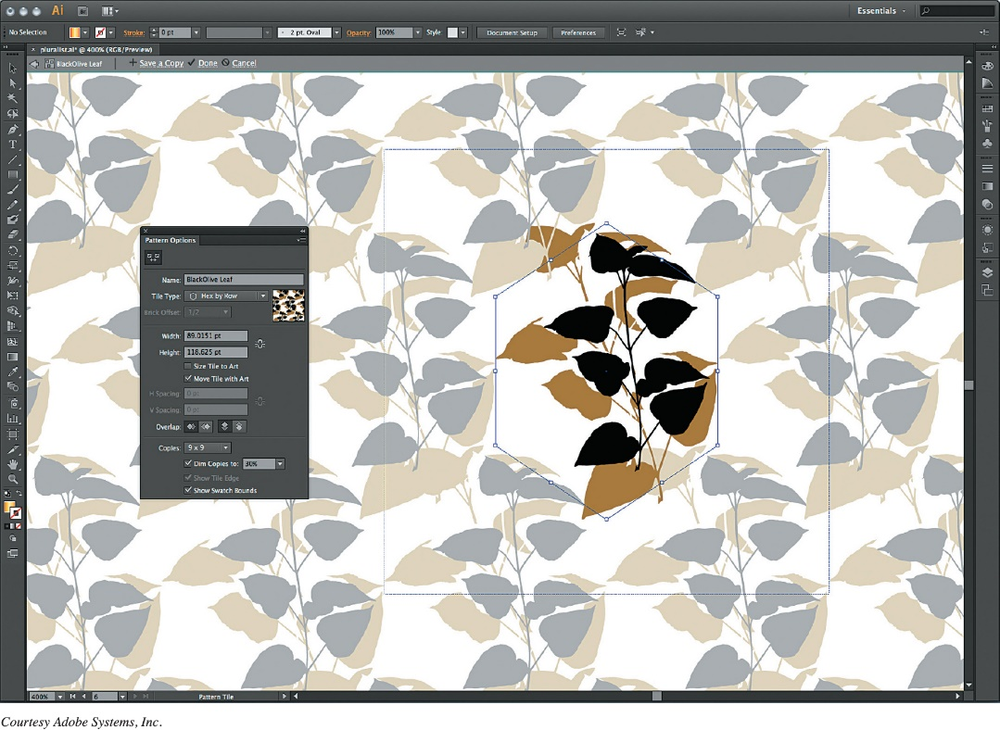 Ai Br Essentials
No Selection Stroke: 0 pt 2 pt. Oval Opacity: 100% Style Document Setup Preferences
× pluralist.ai* @ 400% (RGB/Preview)
BlackOlive Leaf + Save a Copy ✓ Done Cancel
Pattern Options
Name: BlackOlive Leaf
Tile Type: Hex by Row
Brick Offset: 1/2
Width: 89.0151 pt
Height: 118.625 pt
Size Tile to Art
Move Tile with Art
H Spacing: 0 pt
V Spacing: 0 pt
Overlap:
Copies: 9 x 9
Dim Copies to: 30%
Show Tile Edge
Show Swatch Bounds
400% 6 Pattern Tile
Courtesy Adobe Systems, Inc.